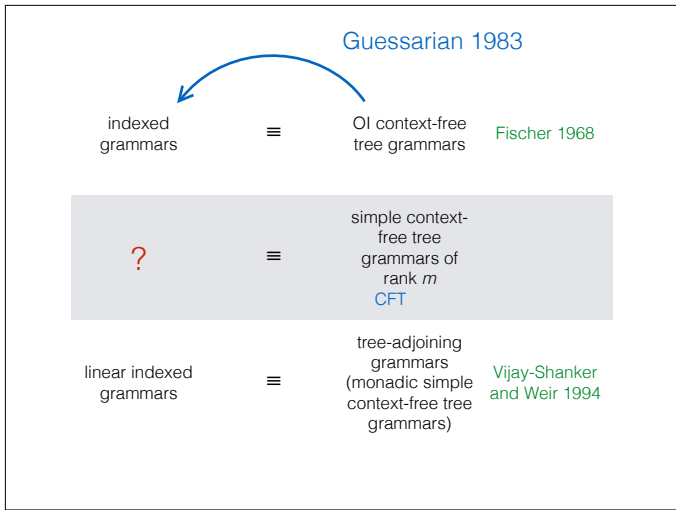 Guessarian 1983
indexed
grammars
≡
OI context-free
tree grammars
Fischer 1968
?
≡
simple context-
free tree
grammars of
rank m
CFT
linear indexed
grammars
≡
tree-adjoining
grammars
(monadic simple
context-free tree
grammars)
Vijay-Shanker
and Weir 1994